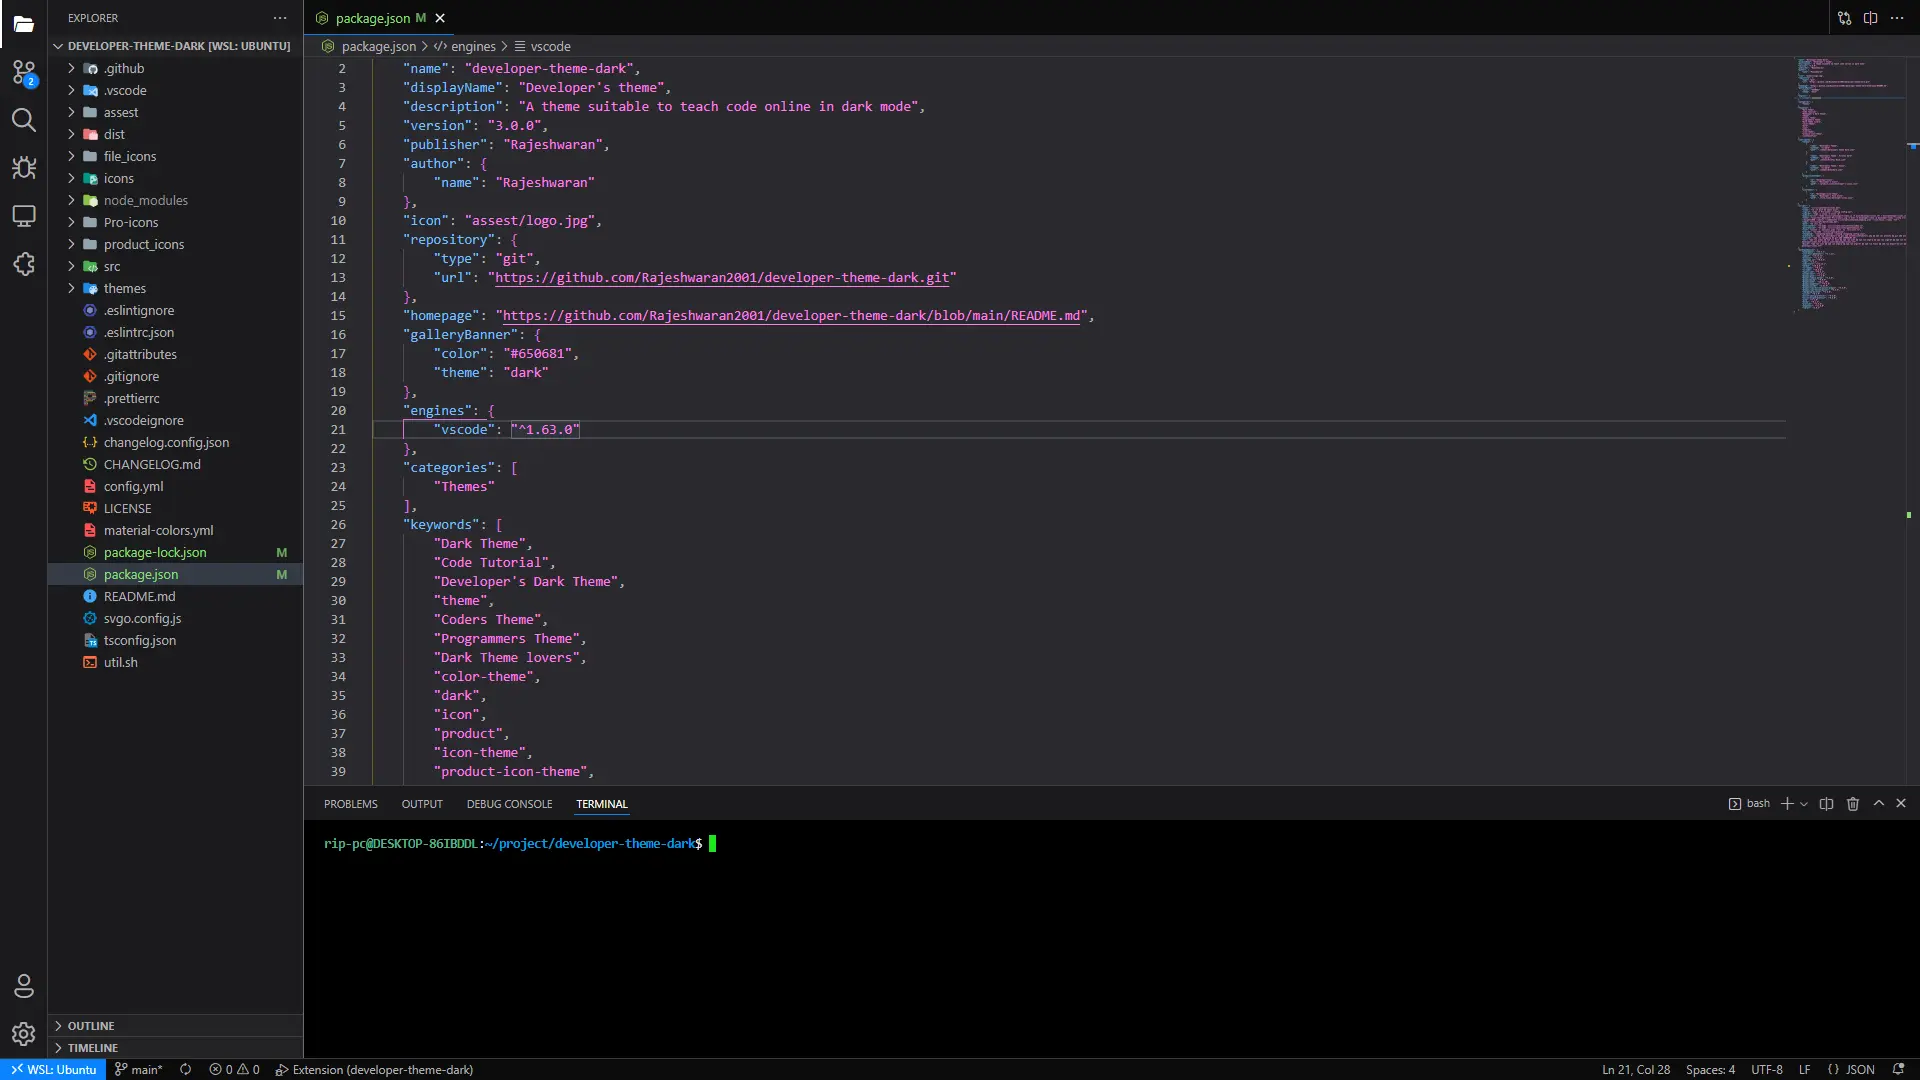 EXPLORER
DEVELOPER-THEME-DARK [WSL: UBUNTU]
.github
.vscode
assest
dist
file_icons
icons
node_modules
Pro-icons
product_icons
src
themes
.eslintignore
.eslintrc.json
.gitattributes
.gitignore
.prettierrc
.vscodeignore
changelog.config.json
CHANGELOG.md
config.yml
LICENSE
material-colors.yml
package-lock.json M
package.json M
README.md
svgo.config.js
tsconfig.json
util.sh
OUTLINE
TIMELINE
2
package.json M
package.json > engines > vscode
2 "name": "developer-theme-dark",
3 "displayName": "Developer's theme",
4 "description": "A theme suitable to teach code online in dark mode",
5 "version": "3.0.0",
6 "publisher": "Rajeshwaran",
7 "author": {
8 "name": "Rajeshwaran"
9 },
10 "icon": "assest/logo.jpg",
11 "repository": {
12 "type": "git",
13 "url": "https://github.com/Rajeshwaran2001/developer-theme-dark.git"
14 },
15 "homepage": "https://github.com/Rajeshwaran2001/developer-theme-dark/blob/main/README.md",
16 "galleryBanner": {
17 "color": "#650681",
18 "theme": "dark"
19 },
20 "engines": {
21 "vscode": "^1.63.0"
22 },
23 "categories": [
24 "Themes"
25 ],
26 "keywords": [
27 "Dark Theme",
28 "Code Tutorial",
29 "Developer's Dark Theme",
30 "theme",
31 "Coders Theme",
32 "Programmers Theme",
33 "Dark Theme lovers",
34 "color-theme",
35 "dark",
36 "icon",
37 "product",
38 "icon-theme",
39 "product-icon-theme",
PROBLEMS OUTPUT DEBUG CONSOLE TERMINAL bash
rip-pc@DESKTOP-86IBDDL:~/project/developer-theme-dark$
WSL: Ubuntu main* 0 0 Extension (developer-theme-dark) Ln 21, Col 28 Spaces: 4 UTF-8 LF {} JSON